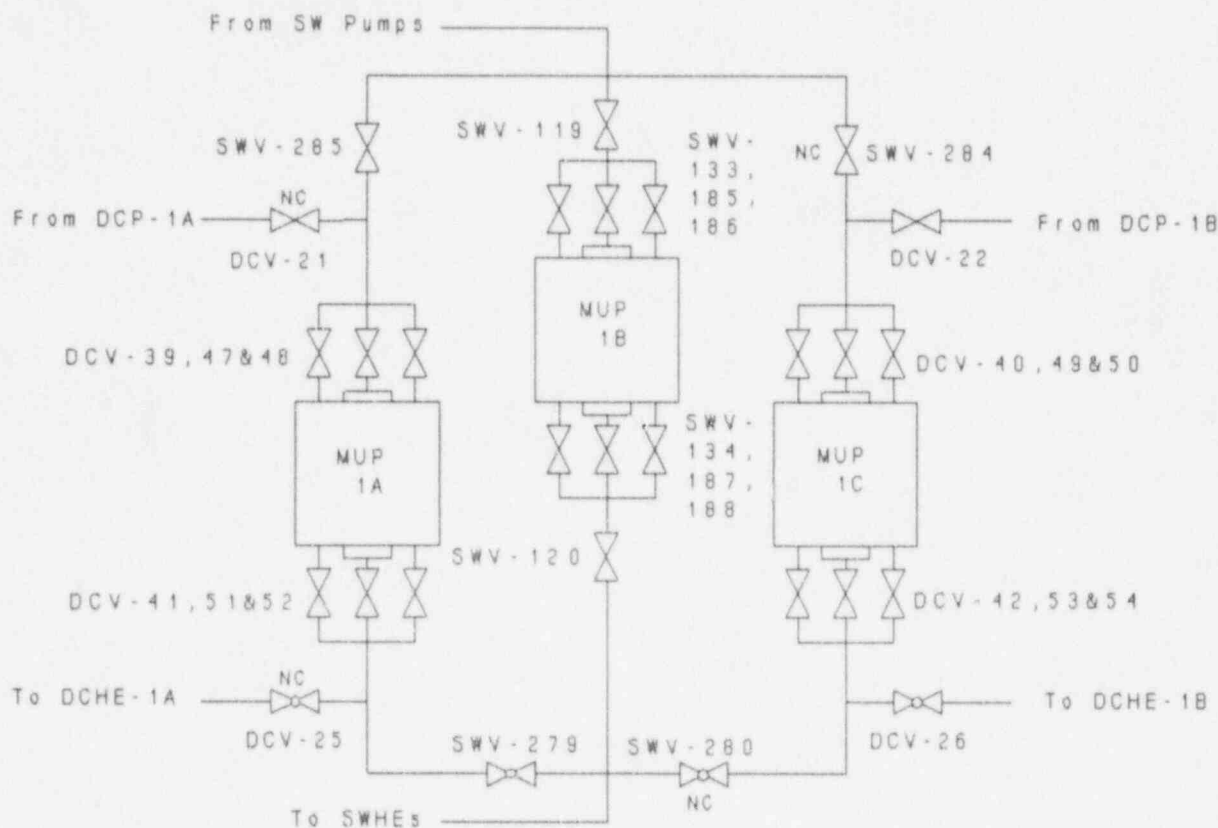 From SW Pumps
SWV-119
SWV-
133,
185,
186
SWV-285
NC
SWV-284
From DCP-1A
NC
DCV-21
DCV-22
From DCP-1B
MUP
1B
DCV-39,47&48
DCV-40,49&50
MUP
1A
SWV-
134,
187,
188
MUP
1C
SWV-120
DCV-41,51&52
DCV-42,53&54
To DCHE-1A
NC
DCV-25
To DCHE-1B
DCV-26
SWV-279
SWV-280
NC
To SWHEs